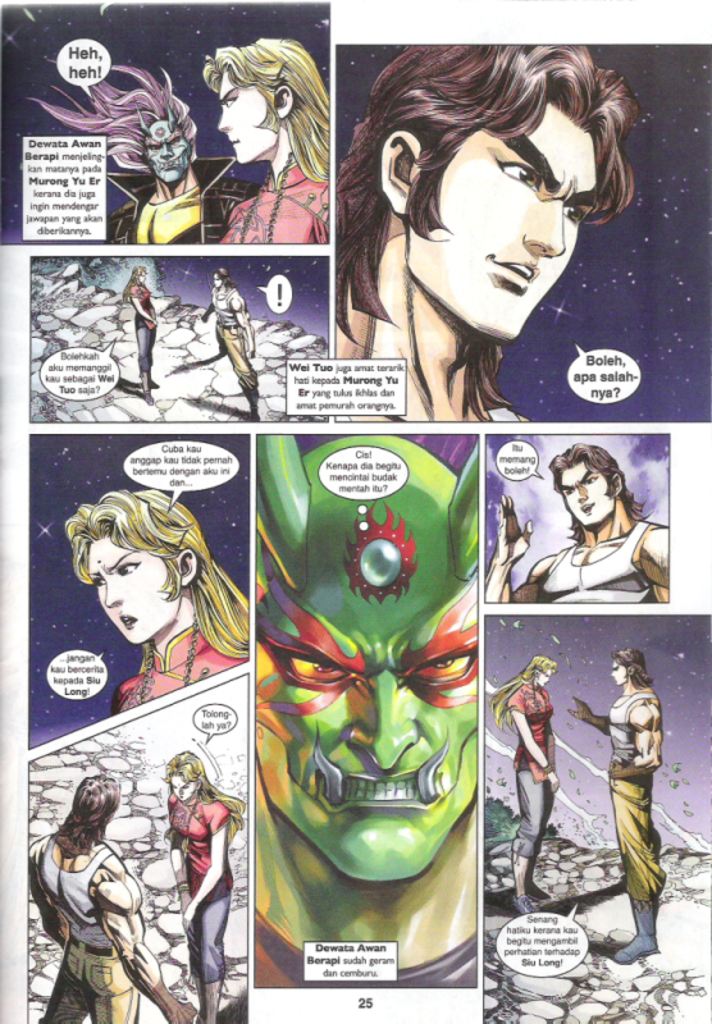 Heh,
heh!
Dewata Awan
Berapi menjeling-
kan matanya pada
Murong Yu Er
kerana dia juga
ingin mendengar
jawapan yang akan
diberikannya.
Boleh,
apa salah-
nya?
!
Bolehkah
aku memanggil
kau sebagai Wei
Tuo saja?
Wei Tuo juga amat terarik
hati kepada Murong Yu
Er yang tulus ikhlas dan
amat pemurah orangnya.
Cuba kau
anggap kau tidak pernah
bertemu dengan aku ini
dan...
...jangan
kau bercerita
kepada Siu
Long!
Cis!
Kenapa dia begitu
mencintai budak
mentah itu?
Itu
memang
boleh!
Tolong-
lah ya?
Senang
hatiku kerana kau
begitu mengambil
perhatian terhadap
Siu Long!
Dewata Awan
Berapi sudah geram
dan cemburu.
25